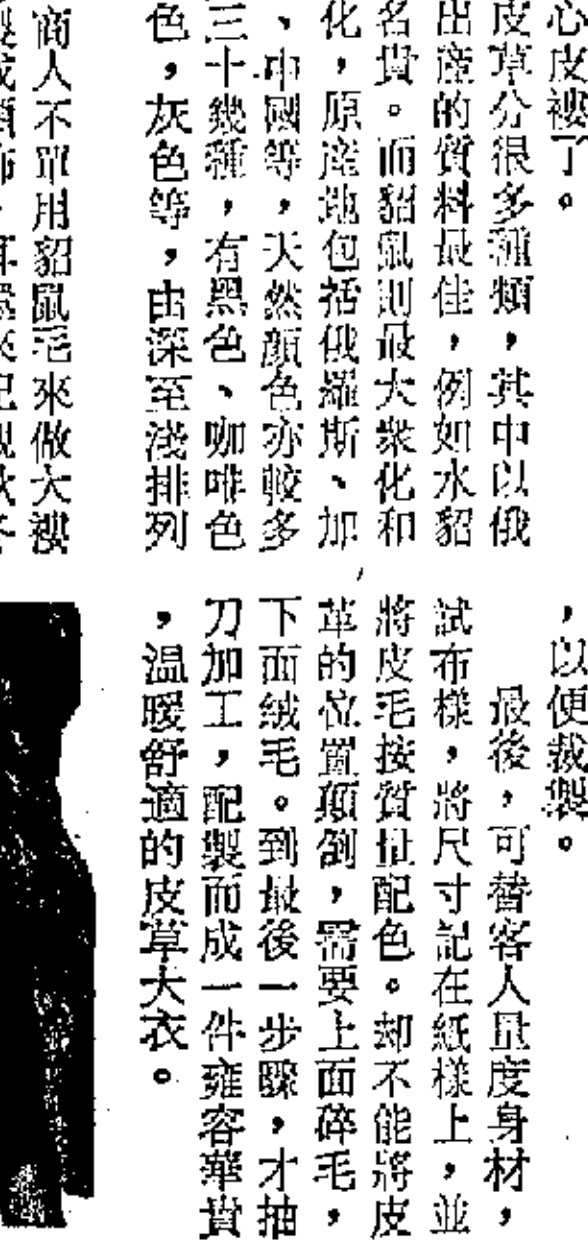 心皮褸了。
皮草分很多種類，其中以俄
出產的質料最佳，例如水貂
名貴。而貂鼠則最大衆化和
化，原產地包括俄羅斯、加
、中國等，天然顏色亦較多
三十幾種，有黑色、咖啡色
色，灰色等，由深至淺排列
商人不單用貂鼠毛來做大褸
，以便裁製。
最後，可替客人量度身材，
試布樣，將尺寸記在紙樣上，並
將皮毛按質量配色。却不能將皮
革的位置顛倒，需要上面碎毛，
下面絨毛。到最後一步驟，才抽
刀加工，配製而成一件雍容華貴
，溫暖舒適的皮草大衣。